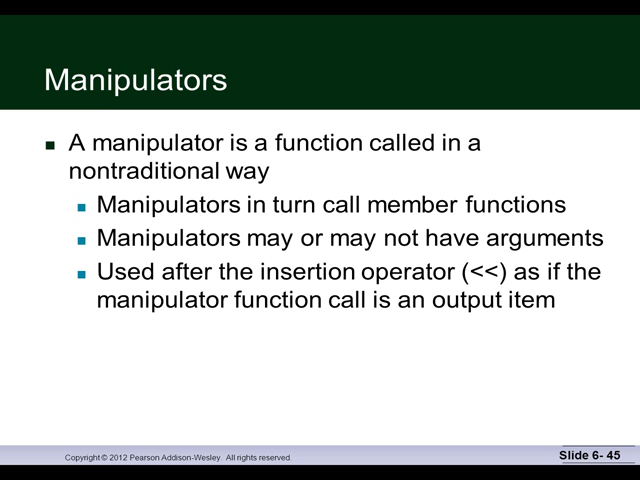 Manipulators
A manipulator is a function called in a
nontraditional way
Manipulators in turn call member functions
Manipulators may or may not have arguments
Used after the insertion operator (<<) as if the
manipulator function call is an output item
Copyright © 2012 Pearson Addison-Wesley. All rights reserved.
Slide 6- 45